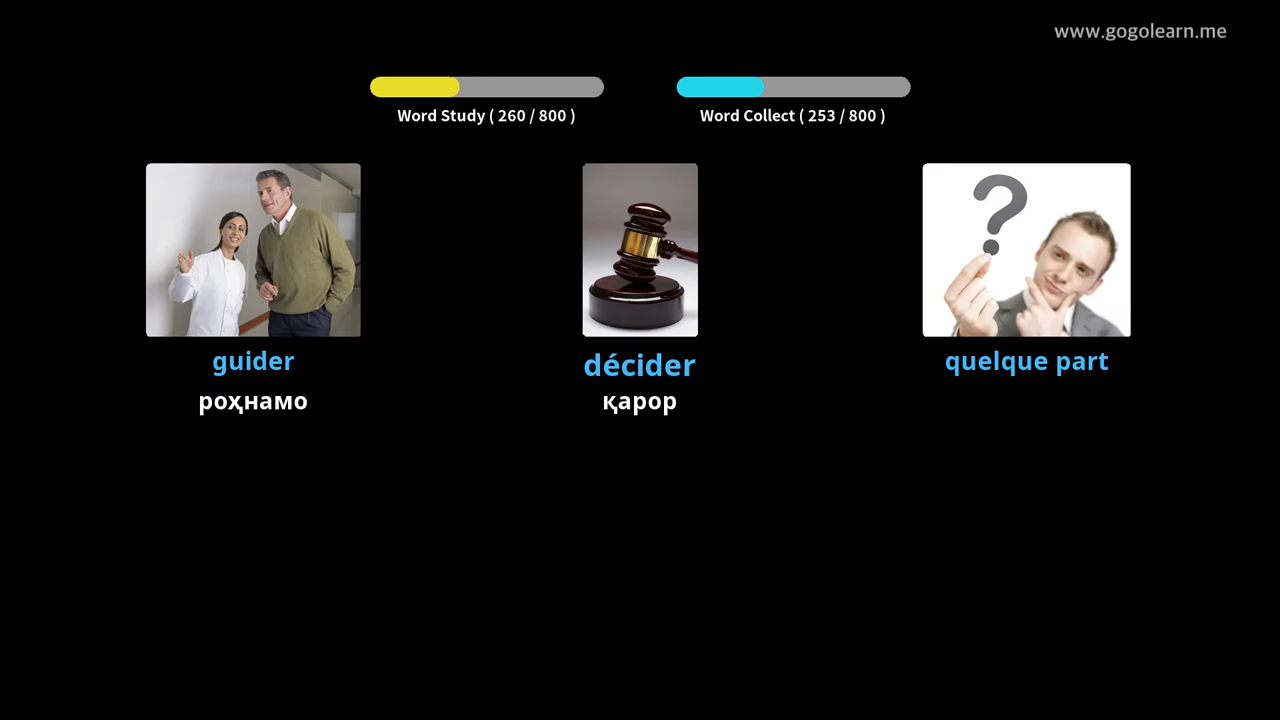 www.gogolearn.me
Word Study ( 260 / 800 )
Word Collect ( 253 / 800 )
guider
décider
quelque part
роҳнамо
қарор